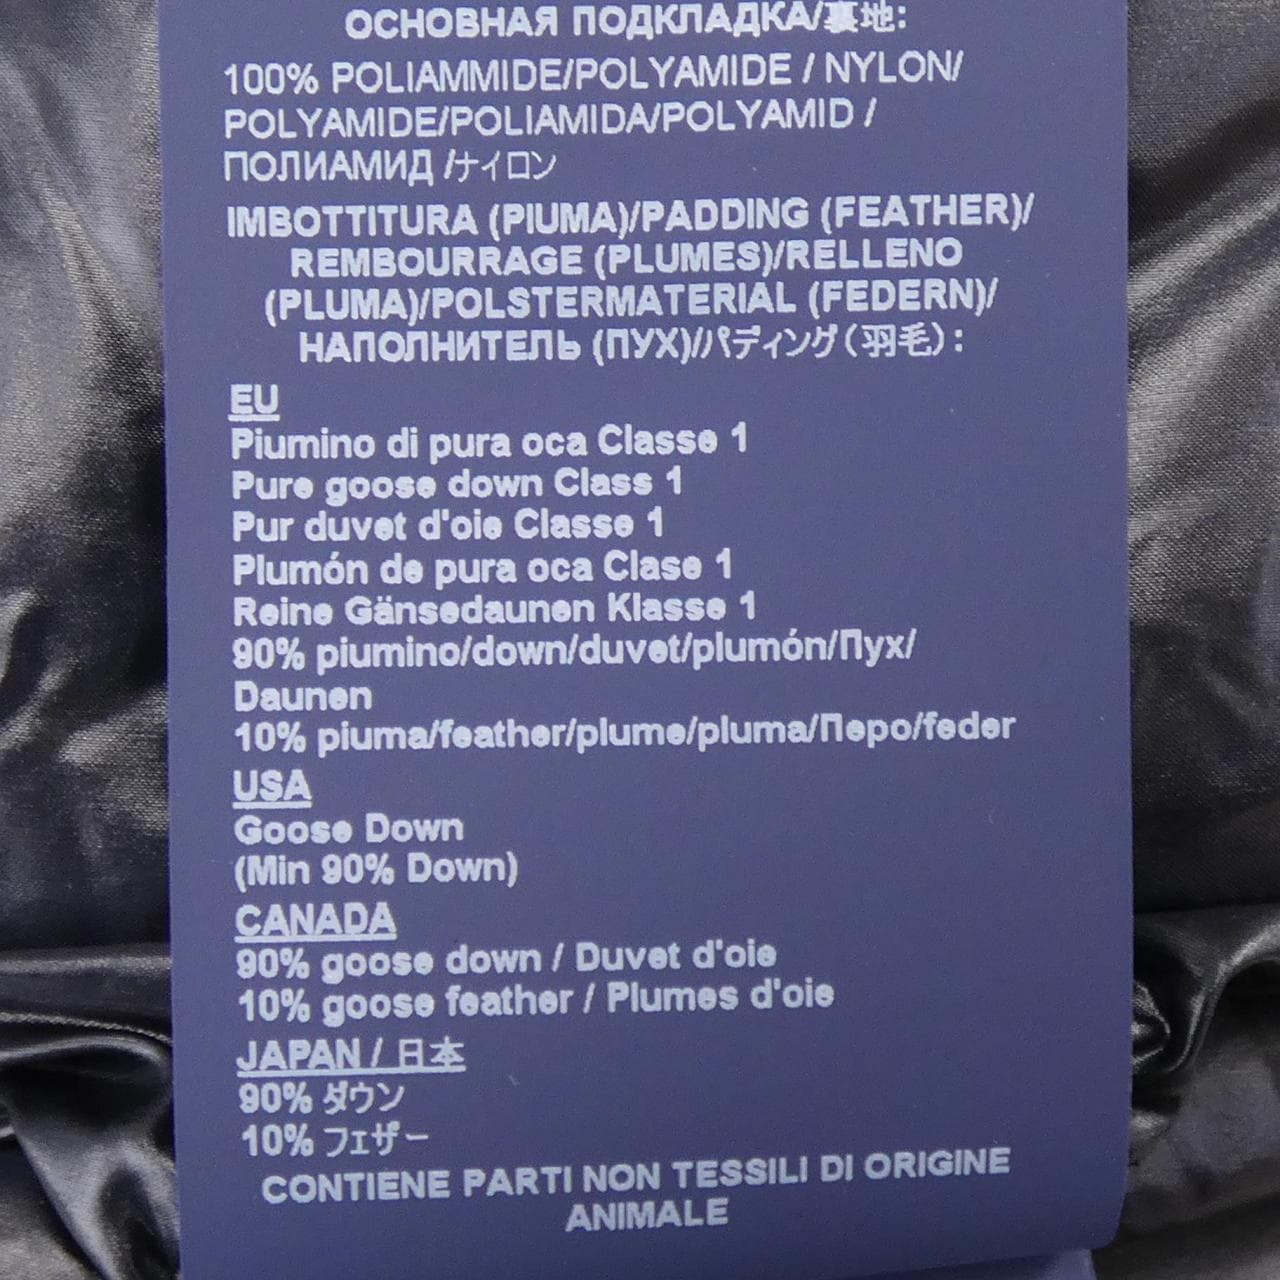 ОСНОВНАЯ ПОДКЛАДКА/裏地:
100% POLIAMMIDE/POLYAMIDE / NYLON/
POLYAMIDE/POLIAMIDA/POLYAMID /
ПОЛИАМИД /ナイロン
IMBOTTITURA (PIUMA)/PADDING (FEATHER)/
REMBOURRAGE (PLUMES)/RELLENO
(PLUMA)/POLSTERMATERIAL (FEDERN)/
НАПОЛНИТЕЛЬ (ПУХ)/パディング(羽毛):
EU
Piumino di pura oca Classe 1
Pure goose down Class 1
Pur duvet d'oie Classe 1
Plumón de pura oca Clase 1
Reine Gänsedaunen Klasse 1
90% piumino/down/duvet/plumón/Пух/
Daunen
10% piuma/feather/plume/pluma/Перо/feder
USA
Goose Down
(Min 90% Down)
CANADA
90% goose down / Duvet d'oie
10% goose feather / Plumes d'oie
JAPAN / 日本
90% ダウン
10% フェザー
CONTIENE PARTI NON TESSILI DI ORIGINE
ANIMALE